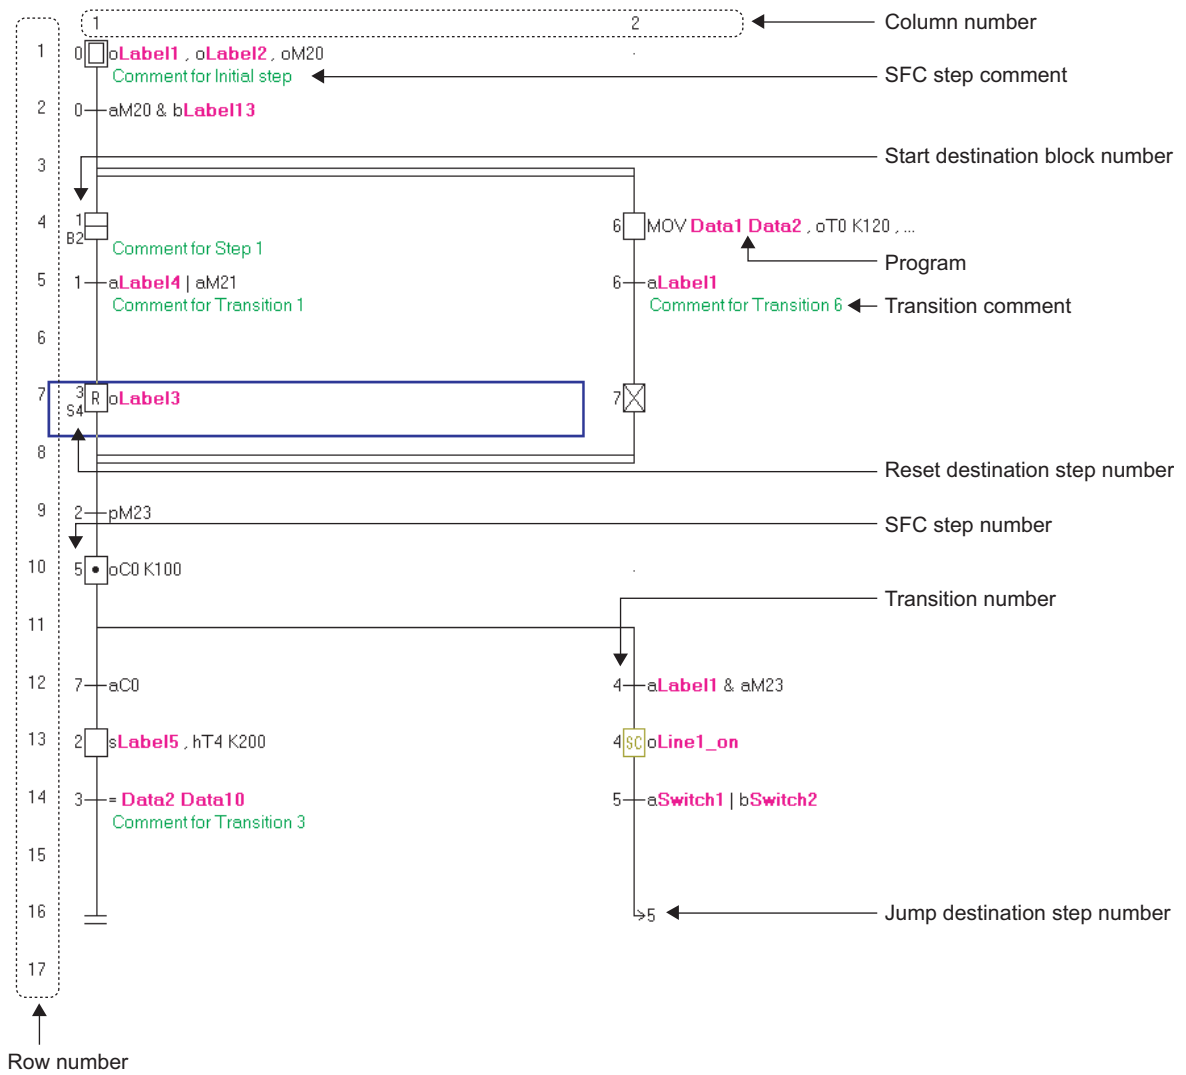 1 2 Column number
1 0 oLabel1 , oLabel2 , oM20
Comment for Initial step SFC step comment
2 0 aM20 & bLabel13
3 Start destination block number
4 1 6 MOV Data1 Data2 , oT0 K120 , ...
B2 Comment for Step 1
Program
5 1 aLabel4 | aM21 6 aLabel1
Comment for Transition 1 Comment for Transition 6 Transition comment
6
7 3 R oLabel3 7
S4
8
Reset destination step number
9 2 pM23
SFC step number
10 5 oC0 K100
Transition number
11
12 7 aC0 4 aLabel1 & aM23
13 2 sLabel5 , hT4 K200 4 SC oLine1_on
14 3 = Data2 Data10 5 aSwitch1 | bSwitch2
Comment for Transition 3
15
16 5 Jump destination step number
17
Row number